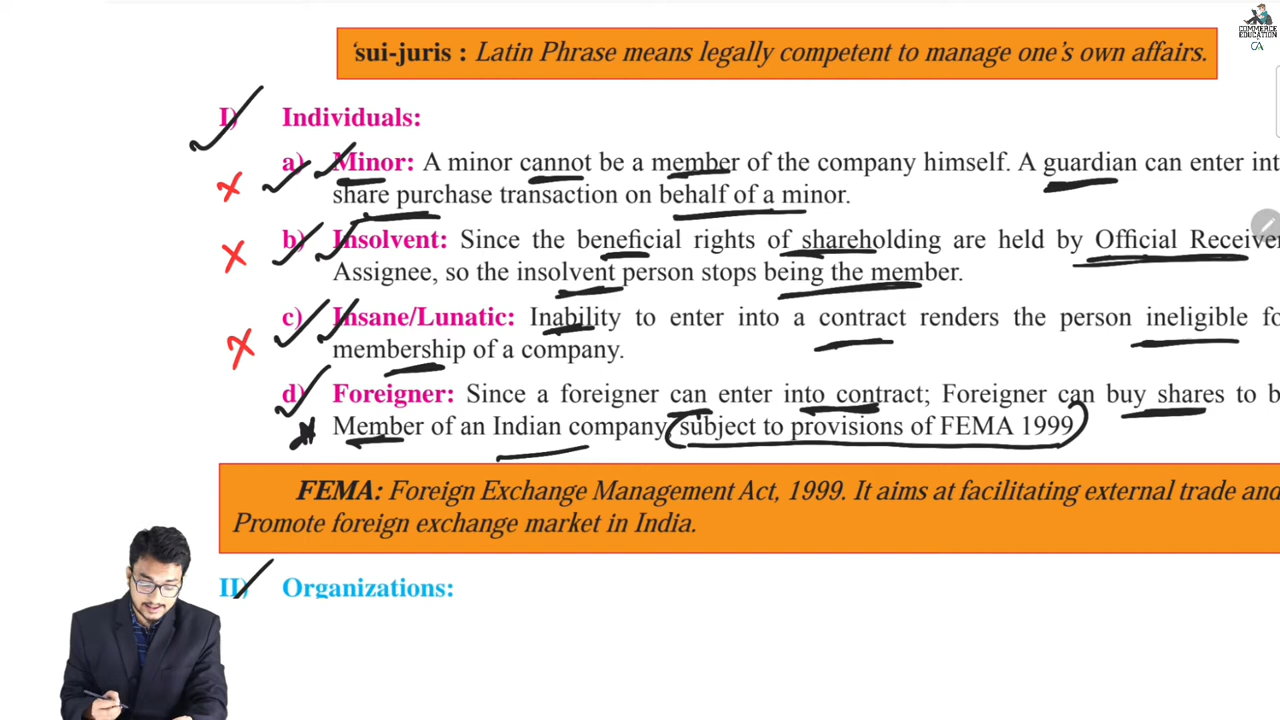 COMMERCE
EDUCATION
CA
‘sui-juris : Latin Phrase means legally competent to manage one's own affairs.
I) Individuals:
a) Minor: A minor cannot be a member of the company himself. A guardian can enter int
share purchase transaction on behalf of a minor.
b) Insolvent: Since the beneficial rights of shareholding are held by Official Receiver
Assignee, so the insolvent person stops being the member.
c) Insane/Lunatic: Inability to enter into a contract renders the person ineligible fo
membership of a company.
d) Foreigner: Since a foreigner can enter into contract; Foreigner can buy shares to b
Member of an Indian company subject to provisions of FEMA 1999
FEMA: Foreign Exchange Management Act, 1999. It aims at facilitating external trade and
Promote foreign exchange market in India.
II) Organizations: